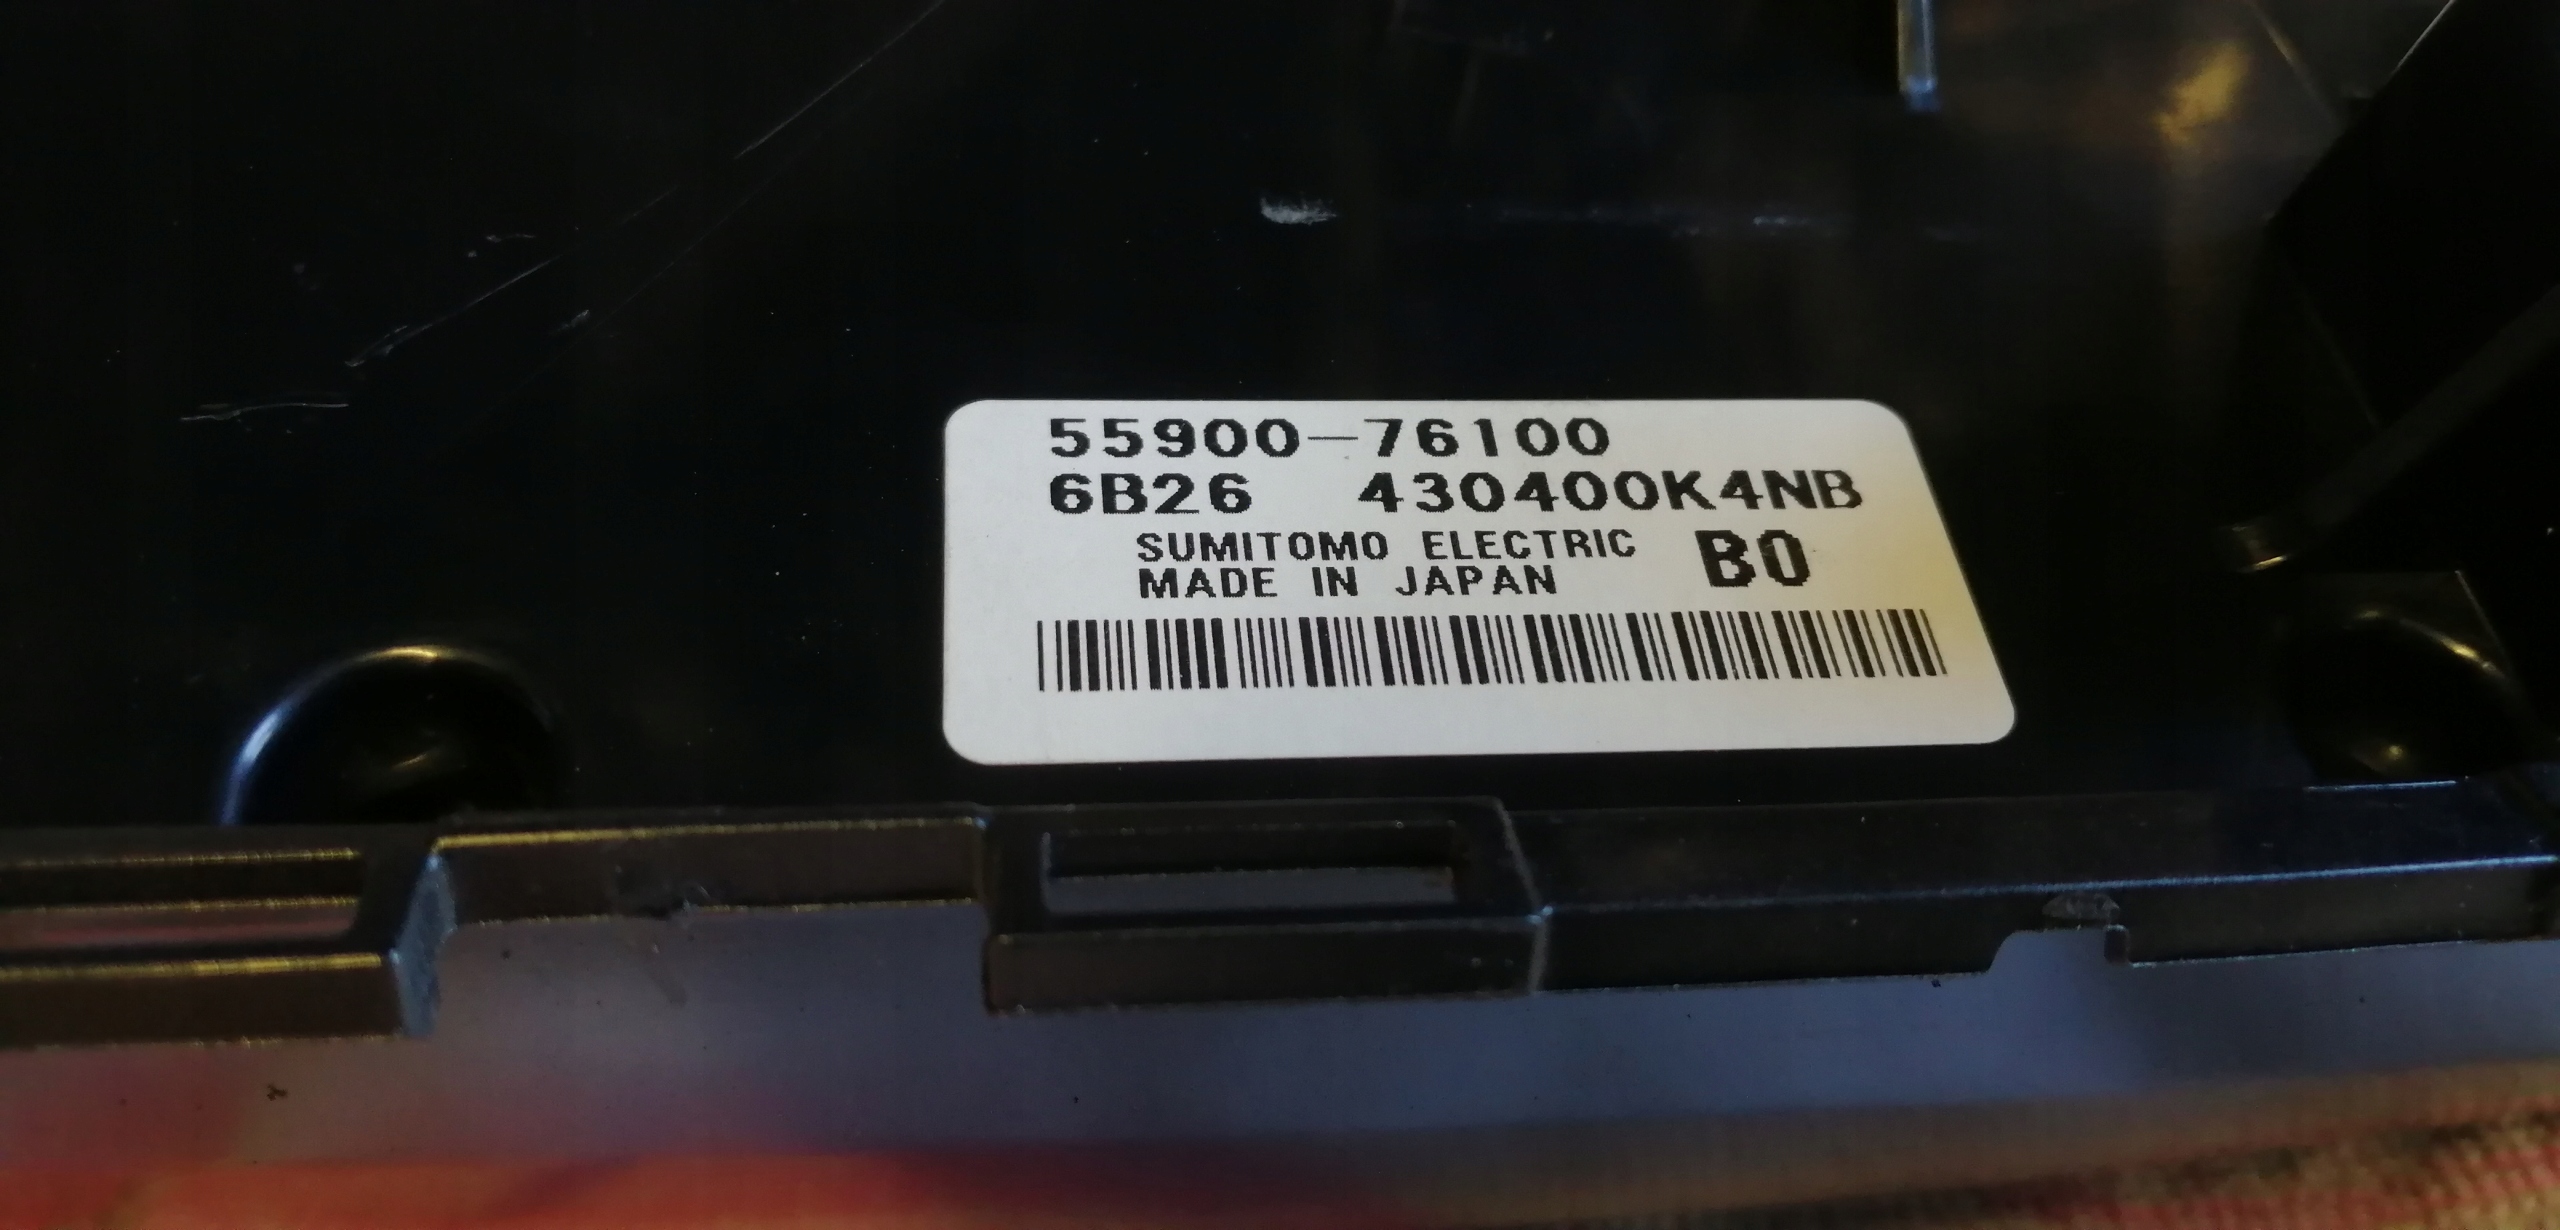 55900-76100
6B26 430400K4NB
SUMITOMO ELECTRIC B0
MADE IN JAPAN